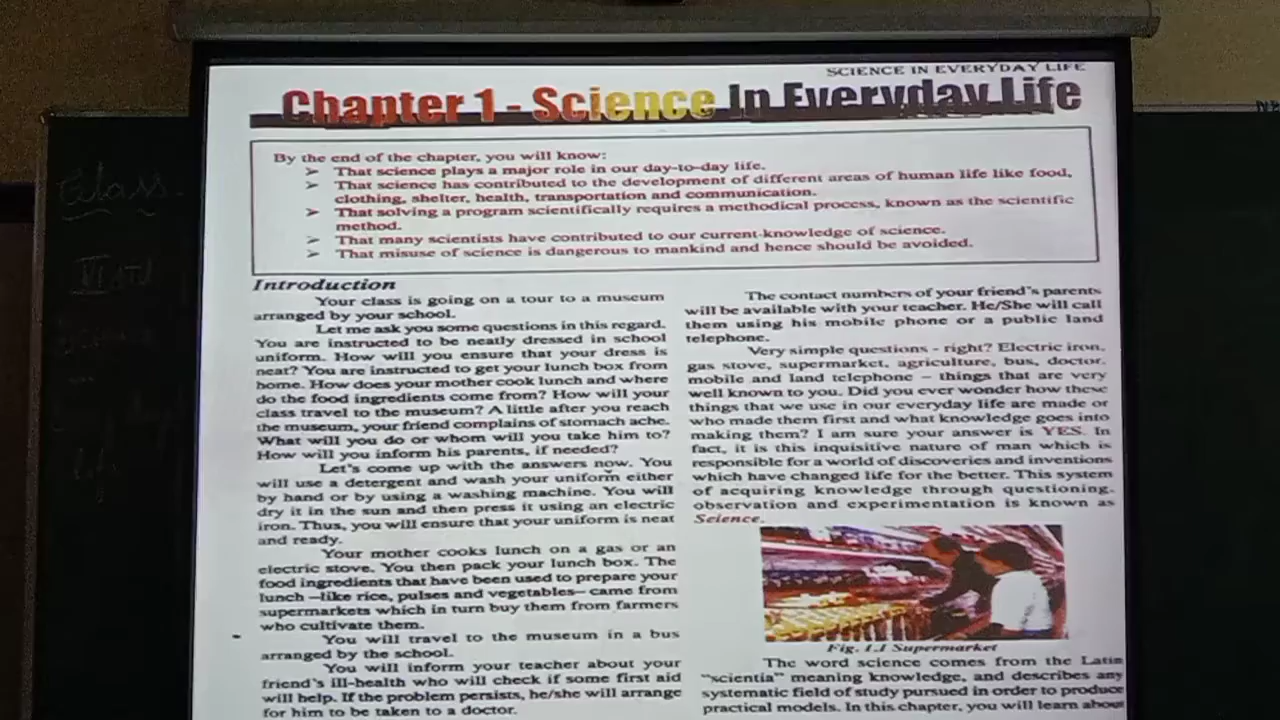 SCIENCE IN EVERYDAY LIFE
Chapter 1 - Science In Everyday Life
By the end of the chapter, you will know:
➢ That science plays a major role in our day-to-day life.
➢ That science has contributed to the development of different areas of human life like food,
clothing, shelter, health, transportation and communication.
➢ That solving a program scientifically requires a methodical process, known as the scientific
method.
➢ That many scientists have contributed to our current knowledge of science.
➢ That misuse of science is dangerous to mankind and hence should be avoided.
Introduction
Your class is going on a tour to a museum
arranged by your school.
Let me ask you some questions in this regard.
You are instructed to be neatly dressed in school
uniform. How will you ensure that your dress is
neat? You are instructed to get your lunch box from
home. How does your mother cook lunch and where
do the food ingredients come from? How will your
class travel to the museum? A little after you reach
the museum, your friend complains of stomach ache.
What will you do or whom will you take him to?
How will you inform his parents, if needed?
Let's come up with the answers now. You
will use a detergent and wash your uniform either
by hand or by using a washing machine. You will
dry it in the sun and then press it using an electric
iron. Thus, you will ensure that your uniform is neat
and ready.
Your mother cooks lunch on a gas or an
electric stove. You then pack your lunch box. The
food ingredients that have been used to prepare your
lunch –like rice, pulses and vegetables– came from
supermarkets which in turn buy them from farmers
who cultivate them.
You will travel to the museum in a bus
arranged by the school.
You will inform your teacher about your
friend's ill-health who will check if some first aid
will help. If the problem persists, he/she will arrange
for him to be taken to a doctor.
The contact numbers of your friend's parents
will be available with your teacher. He/She will call
them using his mobile phone or a public land
telephone.
Very simple questions - right? Electric iron,
gas stove, supermarket, agriculture, bus, doctor,
mobile and land telephone – things that are very
well known to you. Did you ever wonder how these
things that we use in our everyday life are made or
who made them first and what knowledge goes into
making them? I am sure your answer is YES. In
fact, it is this inquisitive nature of man which is
responsible for a world of discoveries and inventions
which have changed life for the better. This system
of acquiring knowledge through questioning,
observation and experimentation is known as
Science.
Fig. 1.1 Supermarket
The word science comes from the Latin
"scientia" meaning knowledge, and describes any
systematic field of study pursued in order to produce
practical models. In this chapter, you will learn about
Class